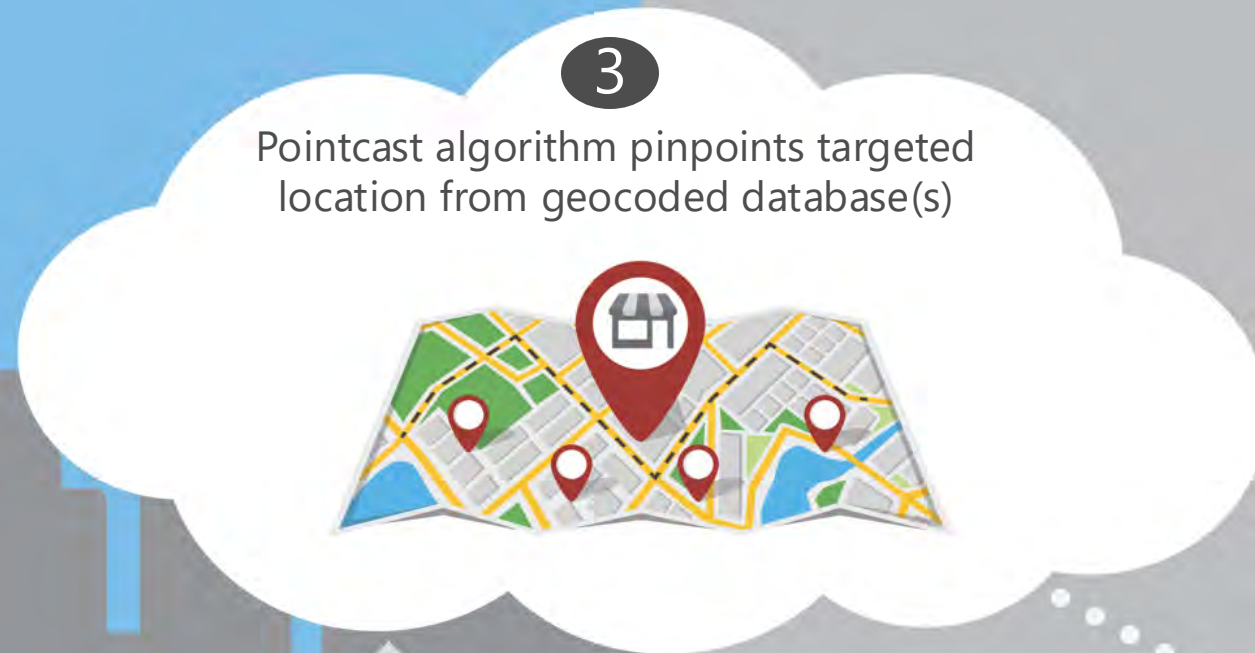 3
Pointcast algorithm pinpoints targeted
location from geocoded database(s)